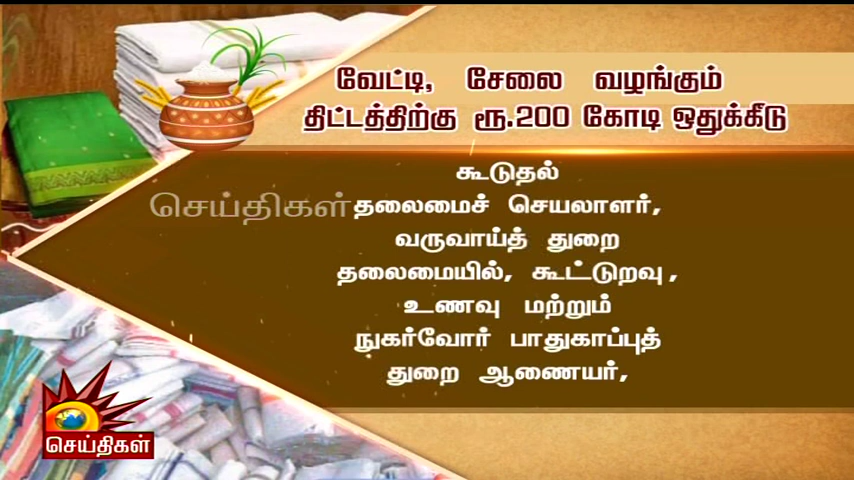 வேட்டி, சேலை வழங்கும்
திட்டத்திற்கு ரூ.200 கோடி ஒதுக்கீடு
கூடுதல்
செய்திகள்
தலைமைச் செயலாளர்,
வருவாய்த் துறை
தலைமையில், கூட்டுறவு,
உணவு மற்றும்
நுகர்வோர் பாதுகாப்புத்
துறை ஆணையர்,
செய்திகள்